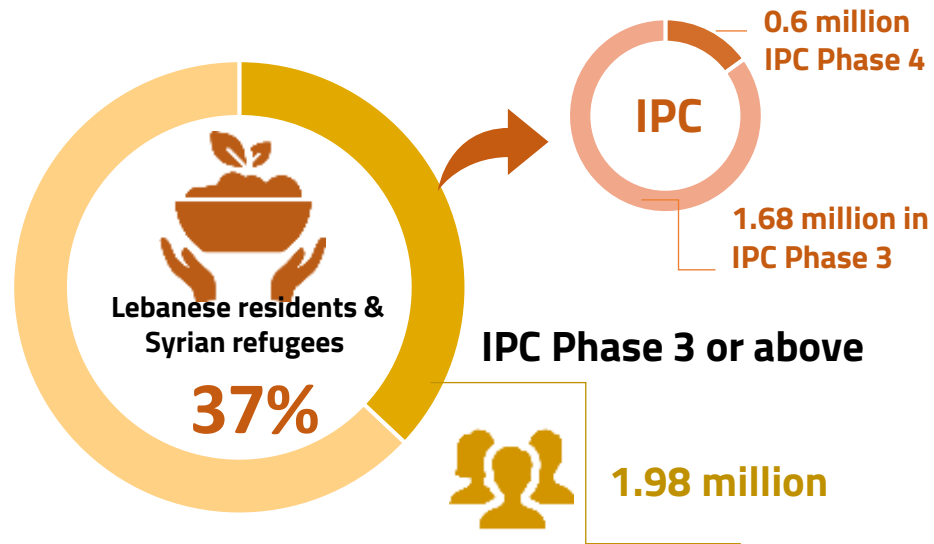 0.6 million
IPC Phase 4
IPC
1.68 million in
IPC Phase 3
Lebanese residents &
Syrian refugees
37%
IPC Phase 3 or above
1.98 million